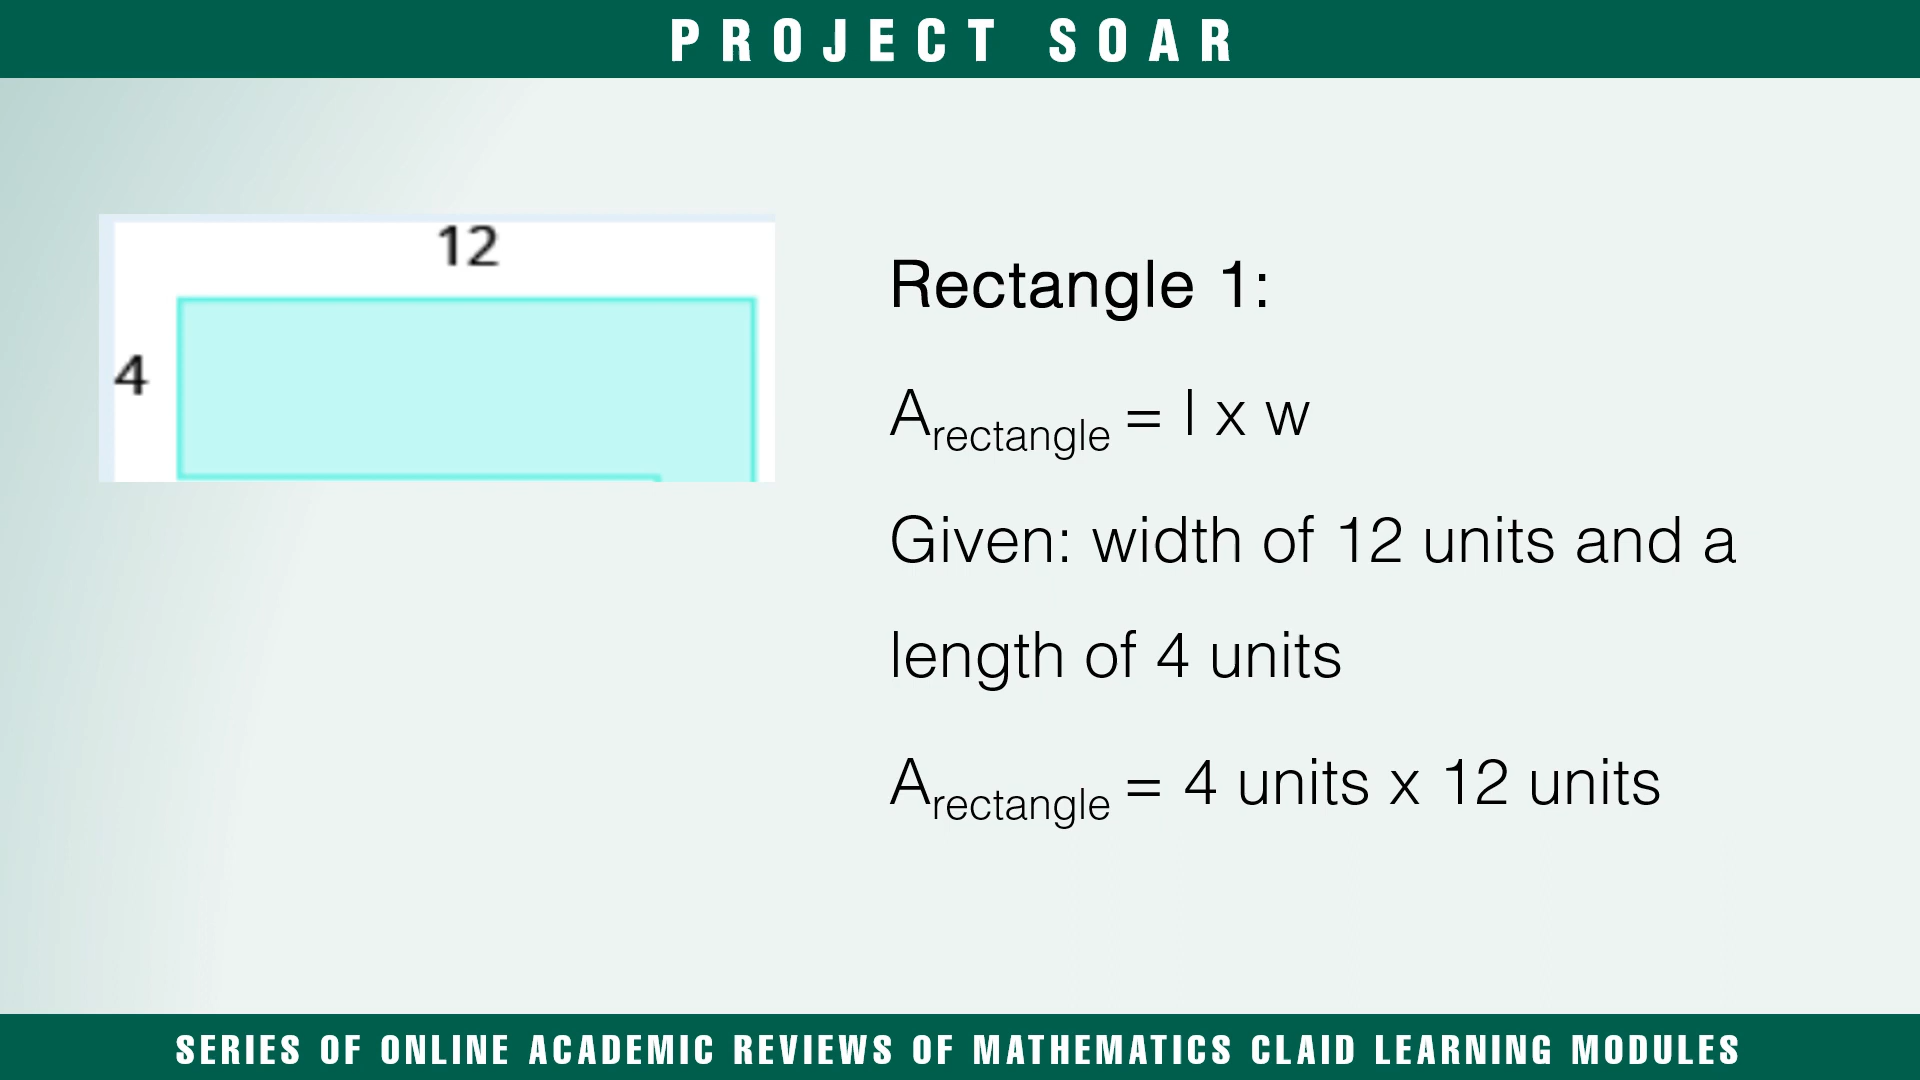 PROJECT SOAR
12
4
Rectangle 1:
Arectangle = l x w
Given: width of 12 units and a
length of 4 units
Arectangle = 4 units x 12 units
SERIES OF ONLINE ACADEMIC REVIEWS OF MATHEMATICS CLAID LEARNING MODULES